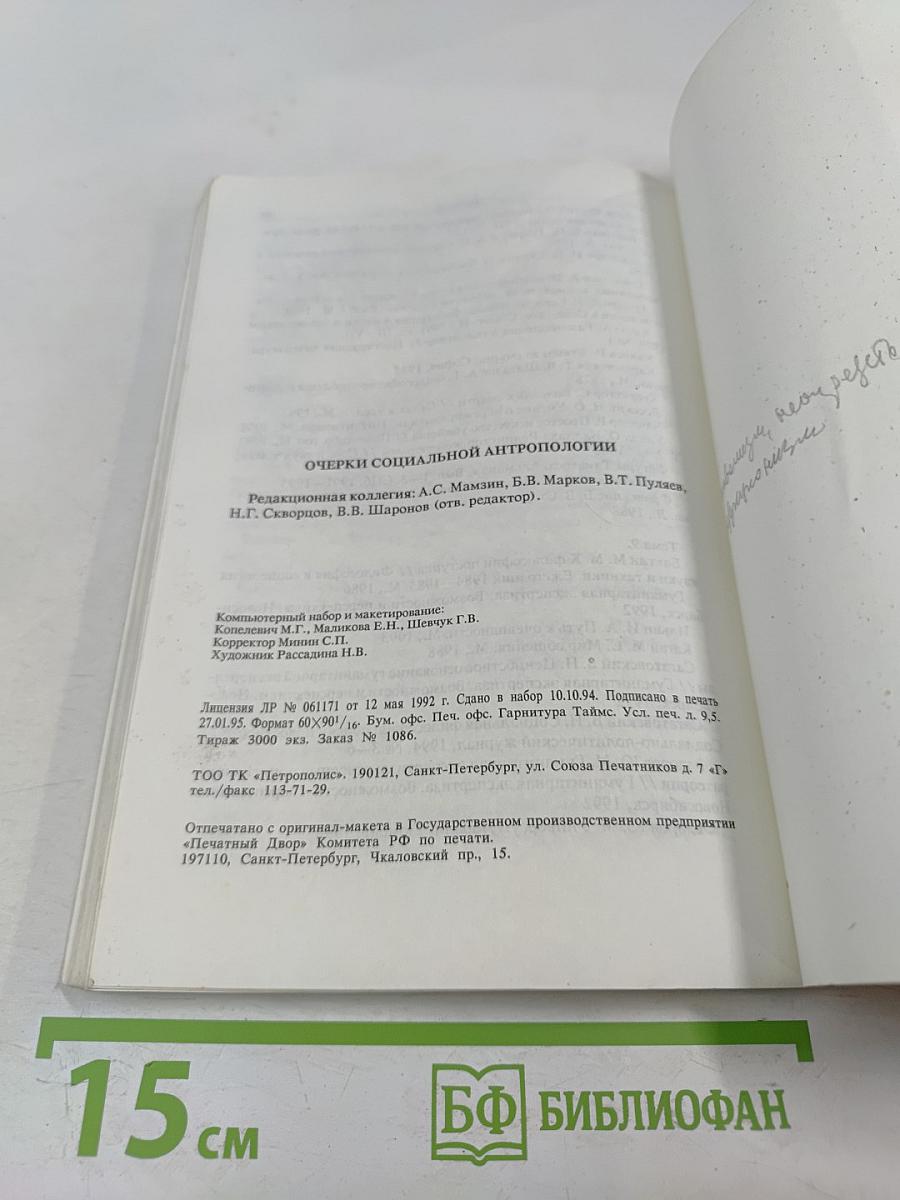 ОЧЕРКИ СОЦИАЛЬНОЙ АНТРОПОЛОГИИ
Редакционная коллегия: А.С. Мамзин, Б.В. Марков, В.Т. Пуляев,
Н.Г. Скворцов, В.В. Шаронов (отв. редактор).
Компьютерный набор и макетирование:
Копелевич М.Г., Маликова Е.Н., Шевчук Г.В.
Корректор Минин С.П.
Художник Рассадина Н.В.
Лицензия ЛР № 061171 от 12 мая 1992 г. Сдано в набор 10.10.94. Подписано в печать
27.01.95. Формат 60×90¹/₁₆. Бум. офс. Печ. офс. Гарнитура Таймс. Усл. печ. л. 9,5.
Тираж 3000 экз. Заказ № 1086.
ТОО ТК «Петрополис». 190121, Санкт-Петербург, ул. Союза Печатников д. 7 «Г»
тел./факс 113-71-29.
Отпечатано с оригинал-макета в Государственном производственном предприятии
«Печатный Двор» Комитета РФ по печати.
197110, Санкт-Петербург, Чкаловский пр., 15.
15 см
БФ БИБЛИОФАН